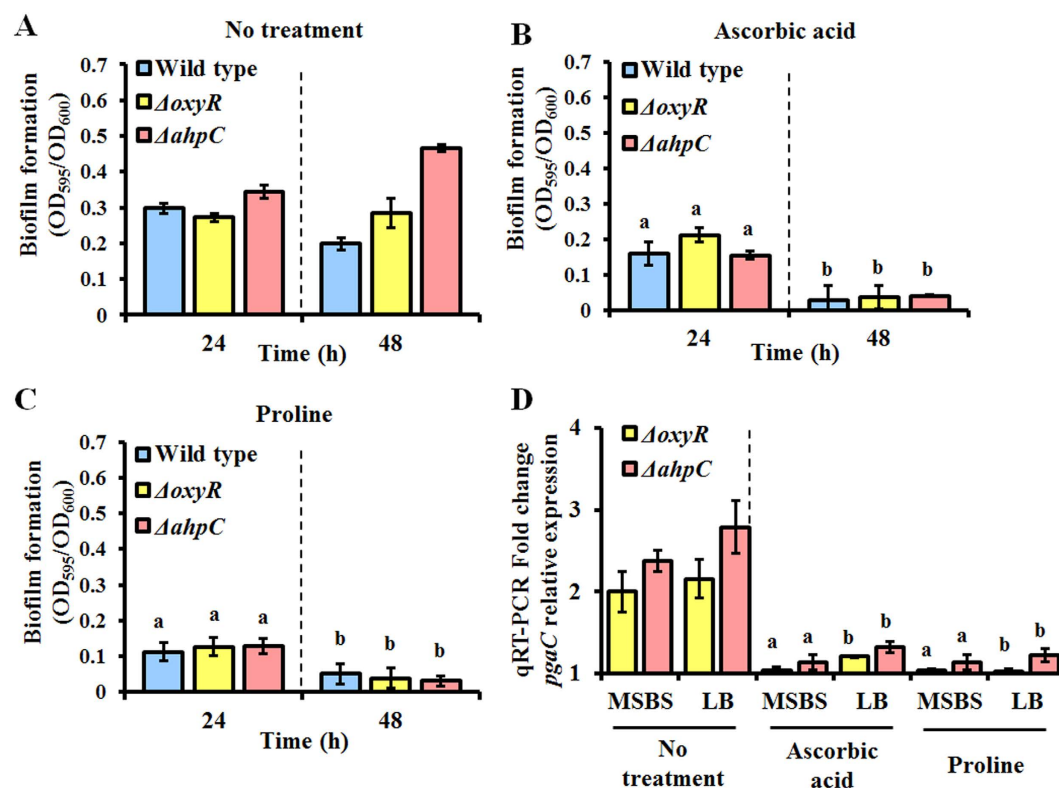 A
No treatment
Biofilm formation
(OD595/OD600)
0.7
0.6
0.5
0.4
0.3
0.2
0.1
0
Wild type
ΔoxyR
ΔahpC
24
48
Time (h)
B
Ascorbic acid
Biofilm formation
(OD595/OD600)
0.7
0.6
0.5
0.4
0.3
0.2
0.1
0
Wild type
ΔoxyR
ΔahpC
a a a b b b
24
48
Time (h)
C
Proline
Biofilm formation
(OD595/OD600)
0.7
0.6
0.5
0.4
0.3
0.2
0.1
0
Wild type
ΔoxyR
ΔahpC
a a a b b b
24
48
Time (h)
D
qRT-PCR Fold change
pgaC relative expression
4
3
2
1
ΔoxyR
ΔahpC
a a b b a a b b
MSBS LB MSBS LB MSBS LB
No
treatment
Ascorbic
acid
Proline